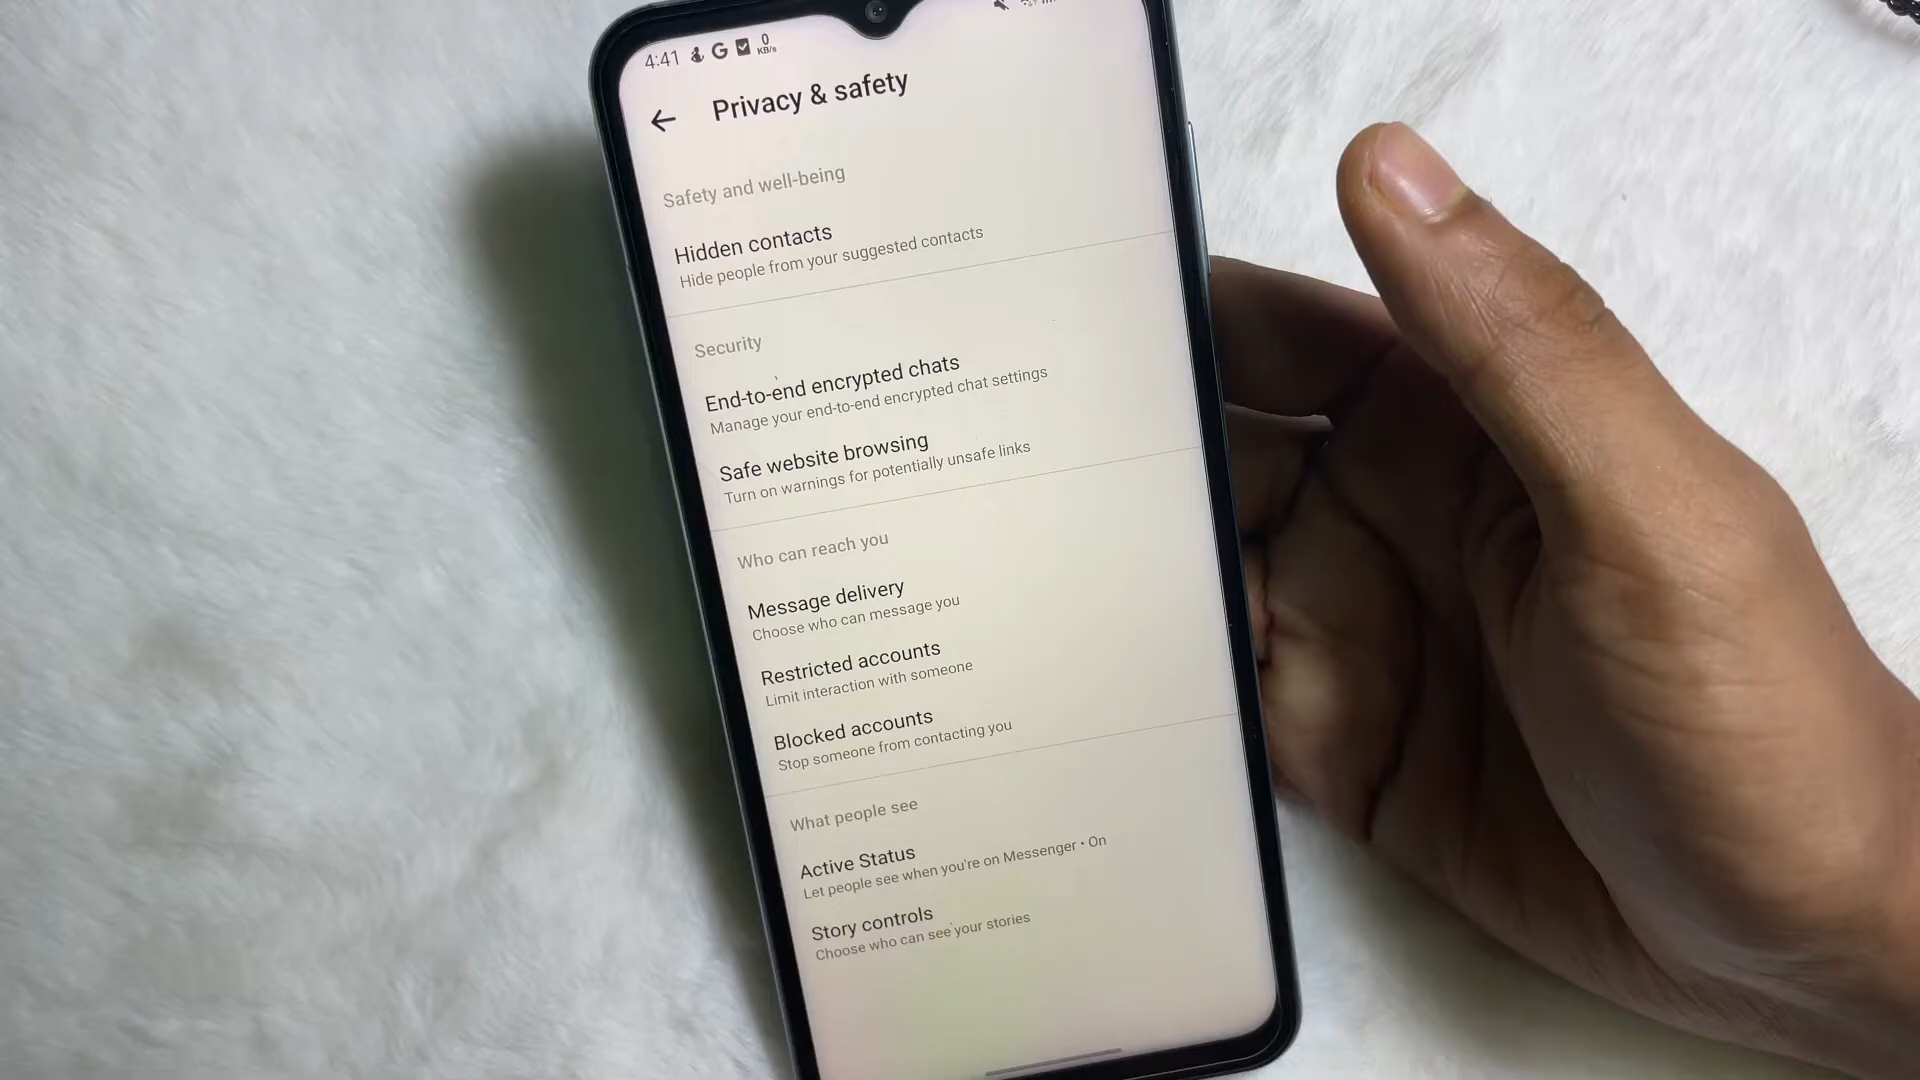 4:41 G 0 KB/s
Privacy & safety
Safety and well-being
Hidden contacts
Hide people from your suggested contacts
Security
End-to-end encrypted chats
Manage your end-to-end encrypted chat settings
Safe website browsing
Turn on warnings for potentially unsafe links
Who can reach you
Message delivery
Choose who can message you
Restricted accounts
Limit interaction with someone
Blocked accounts
Stop someone from contacting you
What people see
Active Status
Let people see when you're on Messenger • On
Story controls
Choose who can see your stories